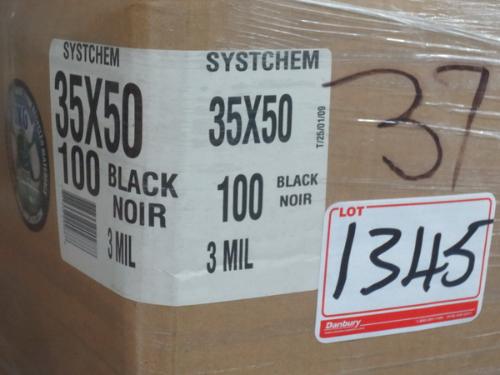 SYSTCHEM
35X50
100 BLACK
NOIR
3 MIL
SYSTCHEM
35X50
T/25/01/09
100 BLACK
NOIR
3 MIL
37
LOT
1345
Danbury